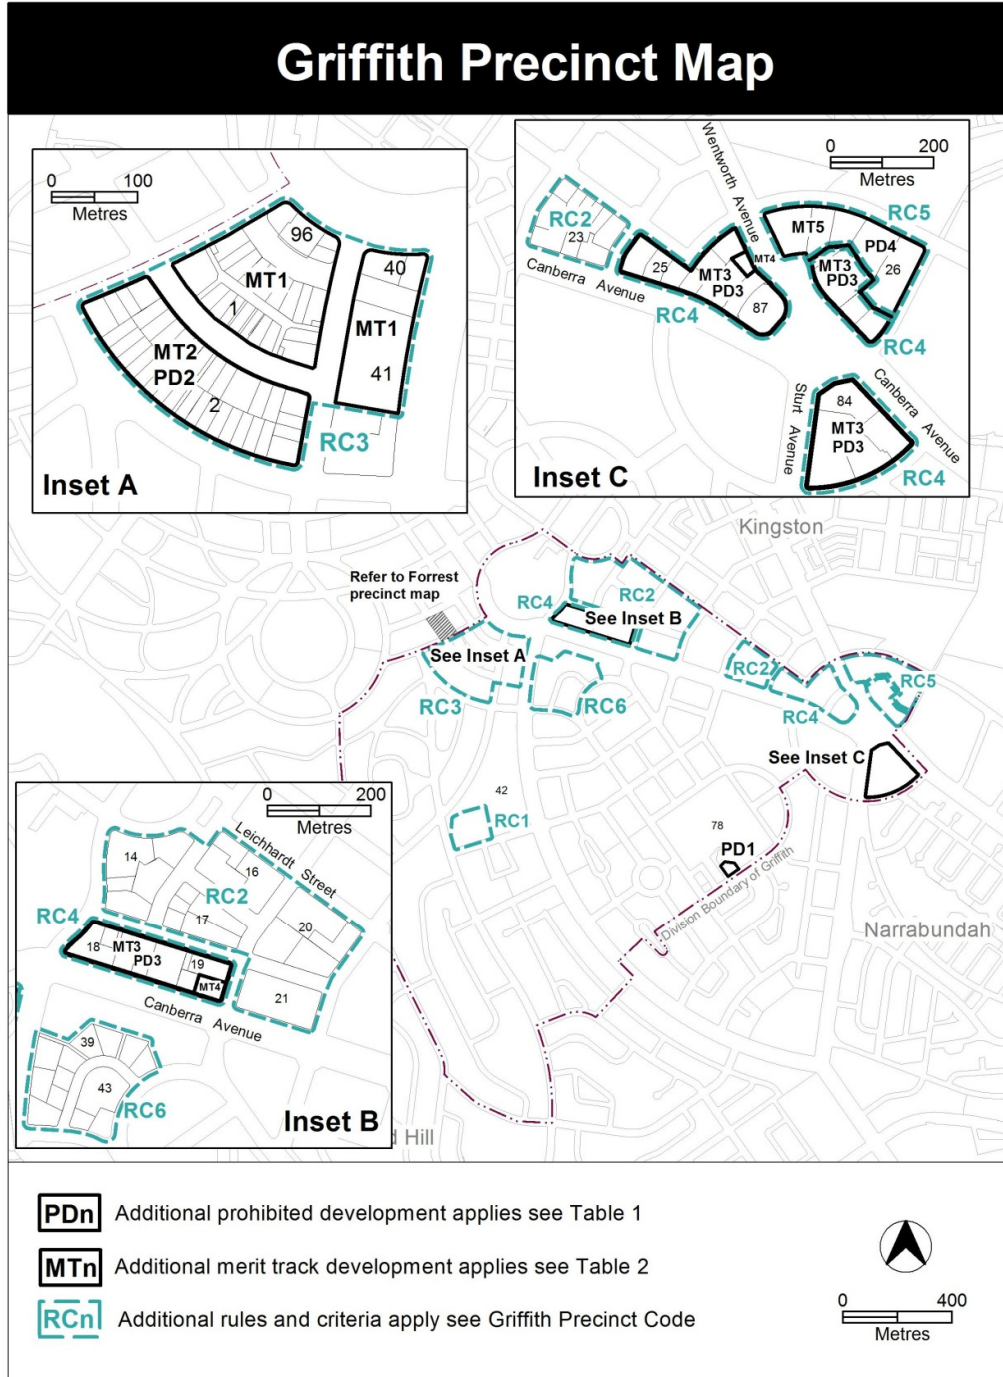 Griffith Precinct Map
0 100
Metres
96
40
MT1
1
MT1
MT2
PD2
41
2
RC3
Inset A
0 200
Metres
Wentworth Avenue
RC2
23
RC5
MT5
Canberra Avenue
25
MT4
PD4
MT3
PD3
MT3
PD3
26
87
RC4
RC4
Sturt Avenue
Canberra Avenue
84
MT3
PD3
RC4
Inset C
Kingston
Refer to Forrest
precinct map
RC4
RC2
See Inset B
See Inset A
RC3
RC6
RC2
RC4
RC5
See Inset C
42
RC1
78
PD1
Division Boundary of Griffith
Narrabundah
0 200
Metres
Leichhardt Street
14
16
RC2
RC4
17
20
18
MT3
PD3
19
MT4
21
Canberra Avenue
39
43
RC6
Inset B
d Hill
PDn Additional prohibited development applies see Table 1
MTn Additional merit track development applies see Table 2
RCn Additional rules and criteria apply see Griffith Precinct Code
0 400
Metres